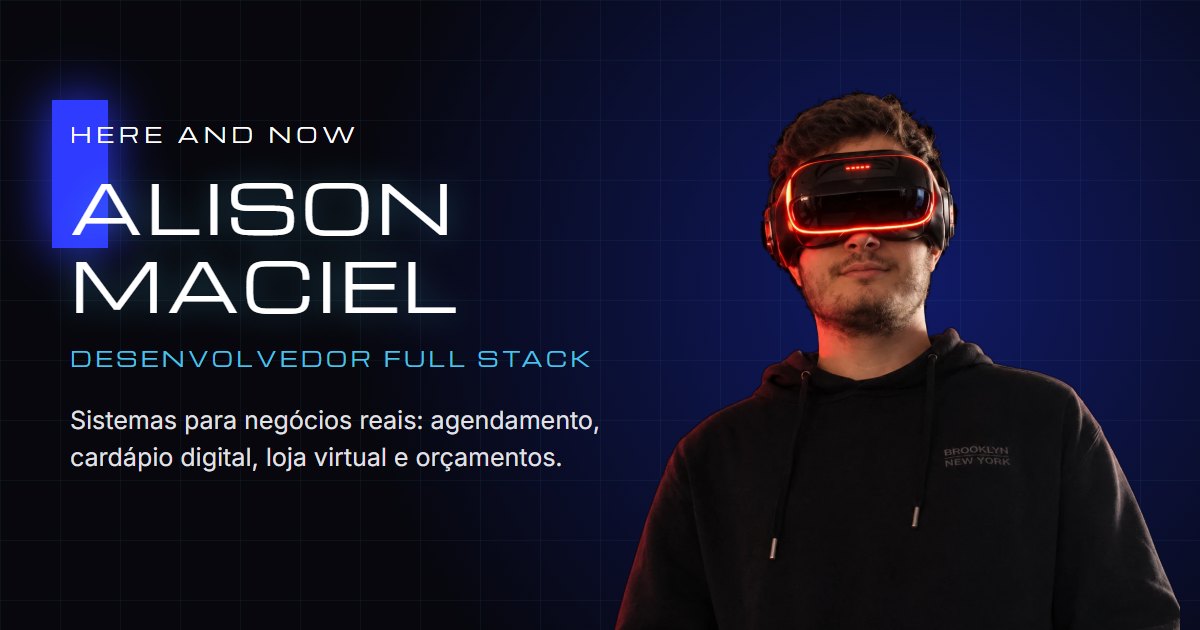 HERE AND NOW
ALISON
MACIEL
DESENVOLVEDOR FULL STACK
Sistemas para negócios reais: agendamento,
cardápio digital, loja virtual e orçamentos.
BROOKLYN
NEW YORK